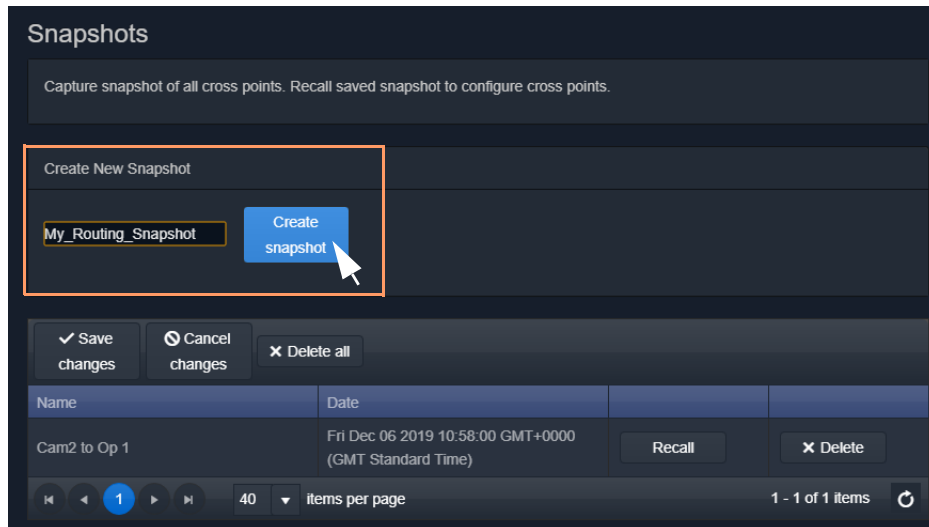 Snapshots
Capture snapshot of all cross points. Recall saved snapshot to configure cross points.
Create New Snapshot
My_Routing_Snapshot
Create
snapshot
Save
changes
Cancel
changes
Delete all
Name Date
Cam2 to Op 1
Fri Dec 06 2019 10:58:00 GMT+0000
(GMT Standard Time)
Recall
Delete
1 40 items per page 1 - 1 of 1 items